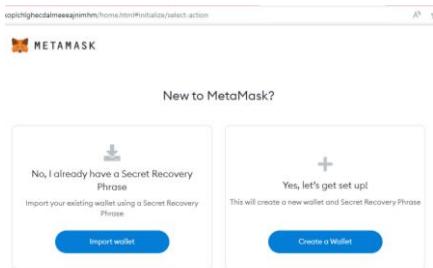 kopichlghecdalmeeeajnimhm/home.html#initialize/select-action
METAMASK
New to MetaMask?
No, I already have a Secret Recovery
Phrase
Import your existing wallet using a Secret Recovery
Phrase
Import wallet
Yes, let's get set up!
This will create a new wallet and Secret Recovery Phrase
Create a Wallet